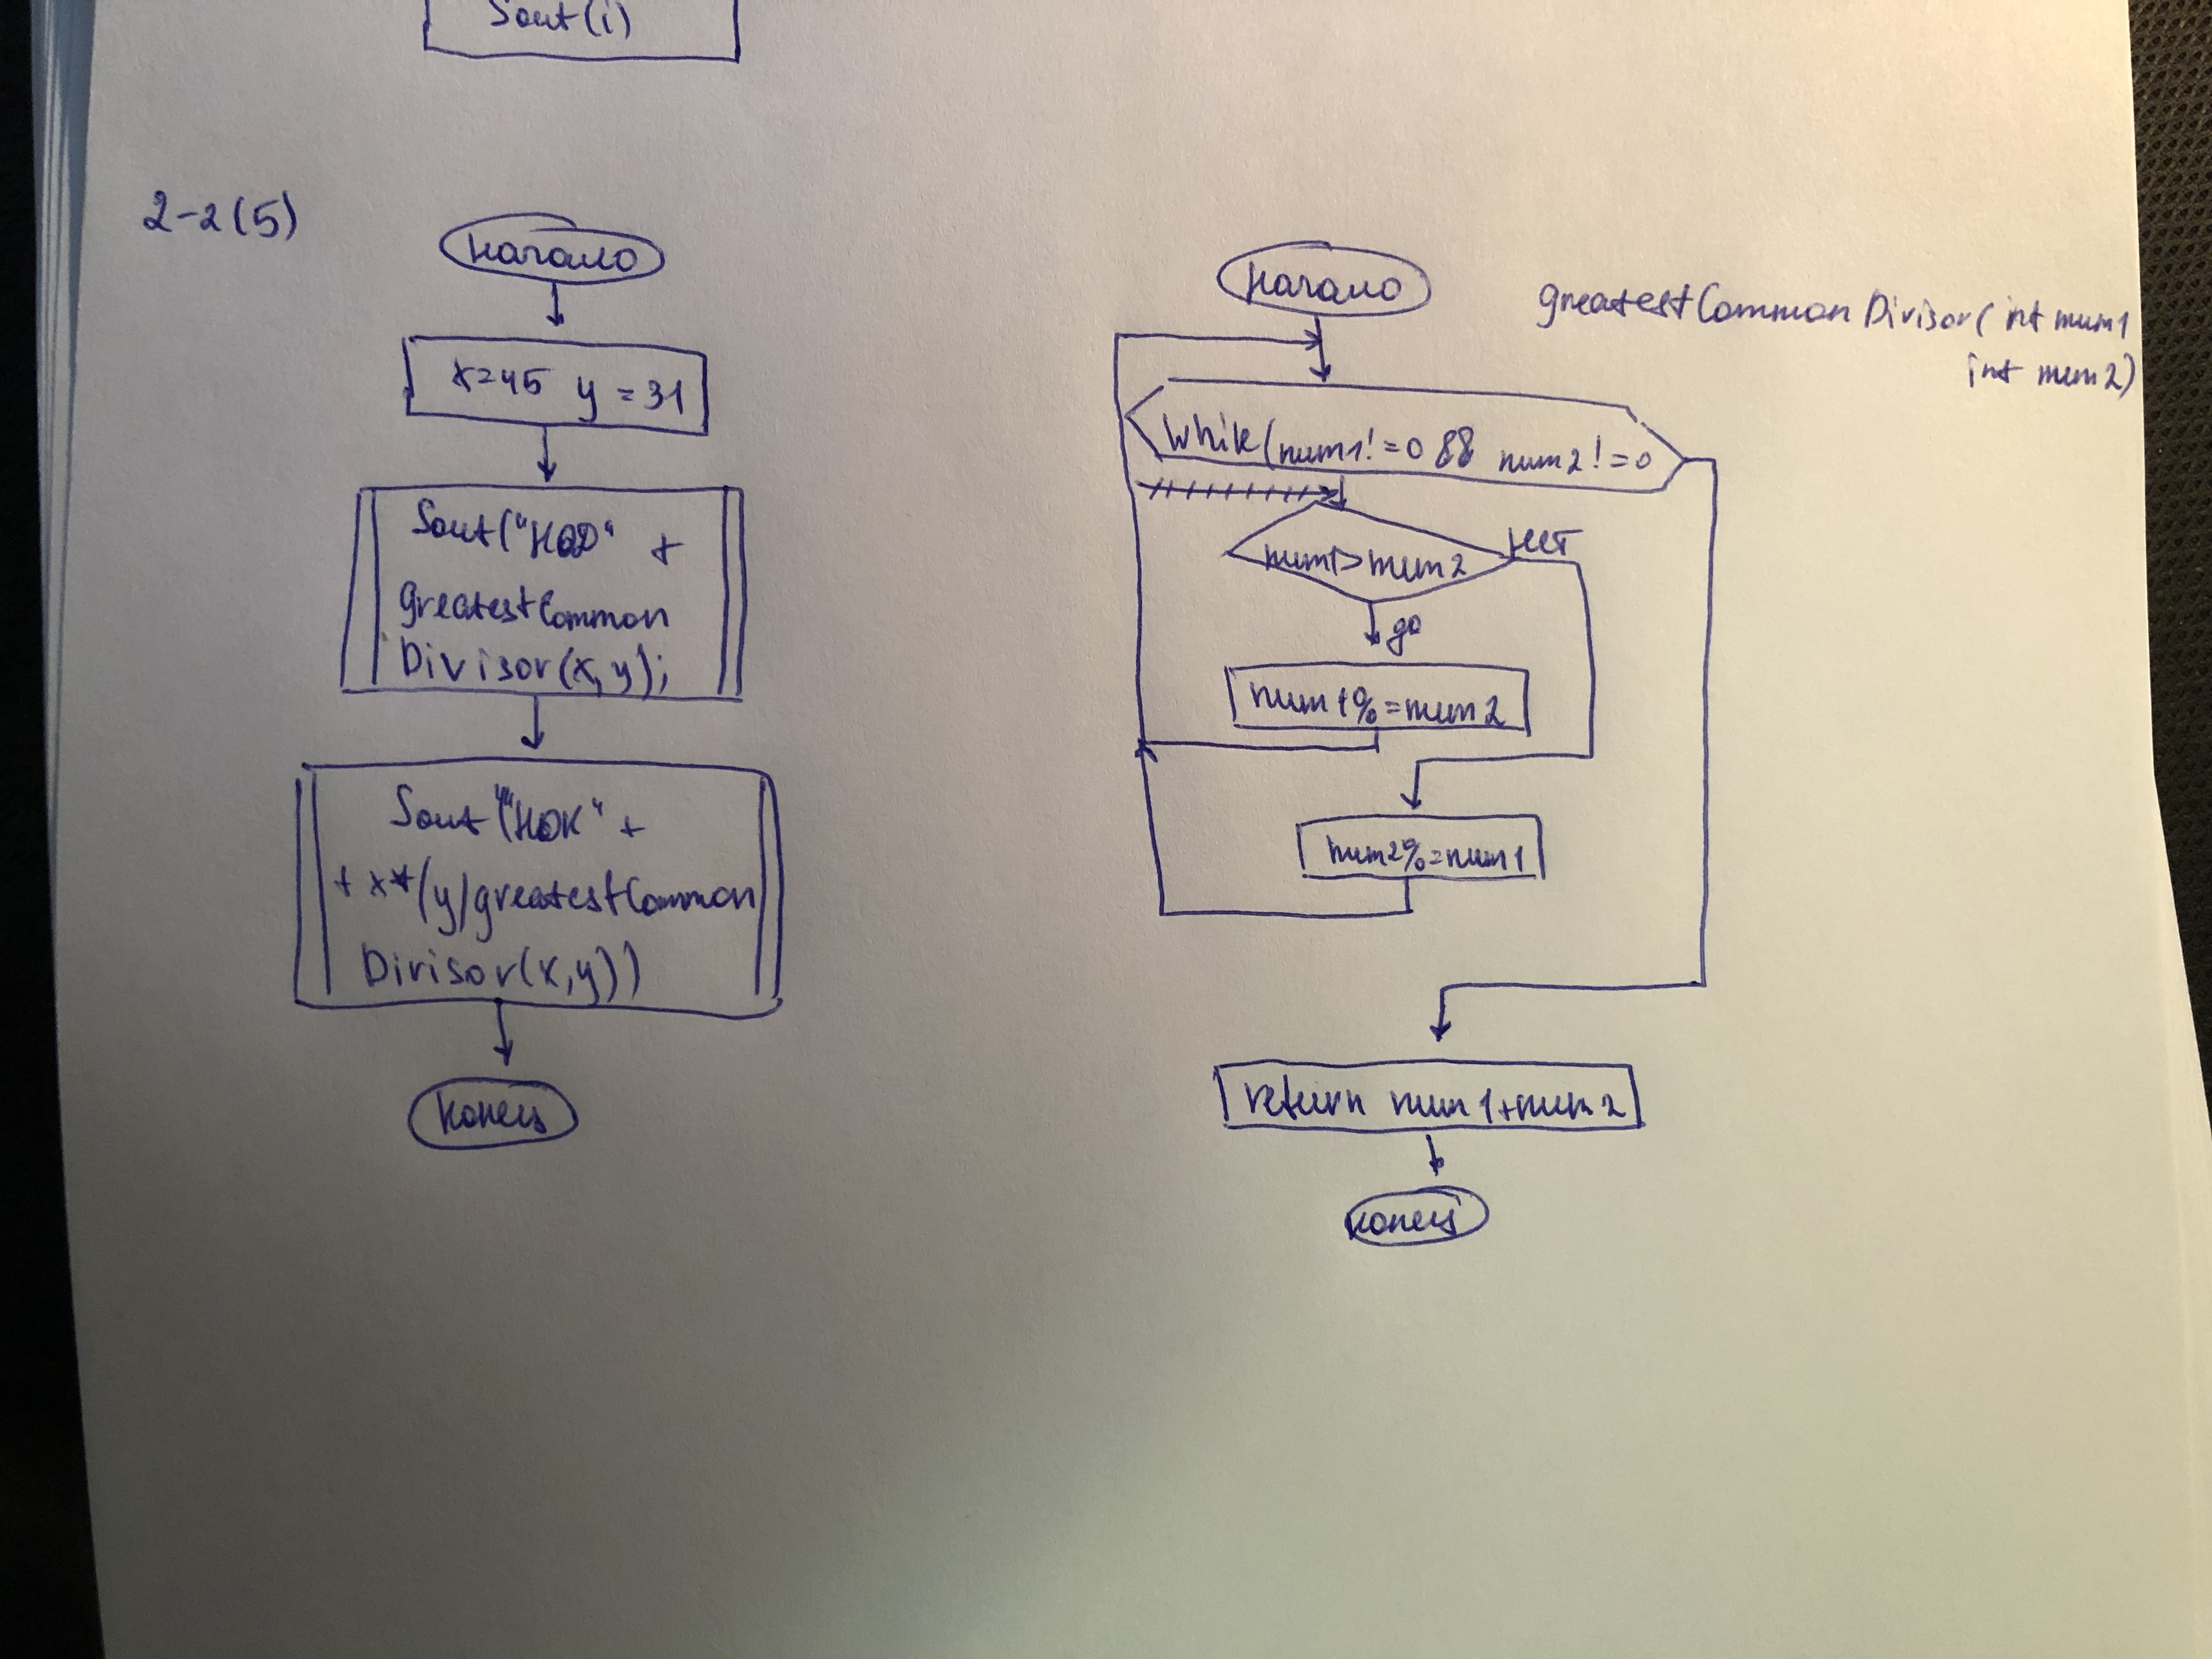 Sout(i)
2-2(5)
начало
x=45 y=31
Sout("НОД" +
greatestCommon
Divisor(x,y);
Sout ("НОК" +
+ x*(y/greatestCommon
Divisor(x,y))
конец
начало
greatestCommonDivisor(int num1
int num2)
while(num1!=0 && num2!=0
num1>num2
нет
да
num1%=num2
num2%=num1
return num1+num2
конец